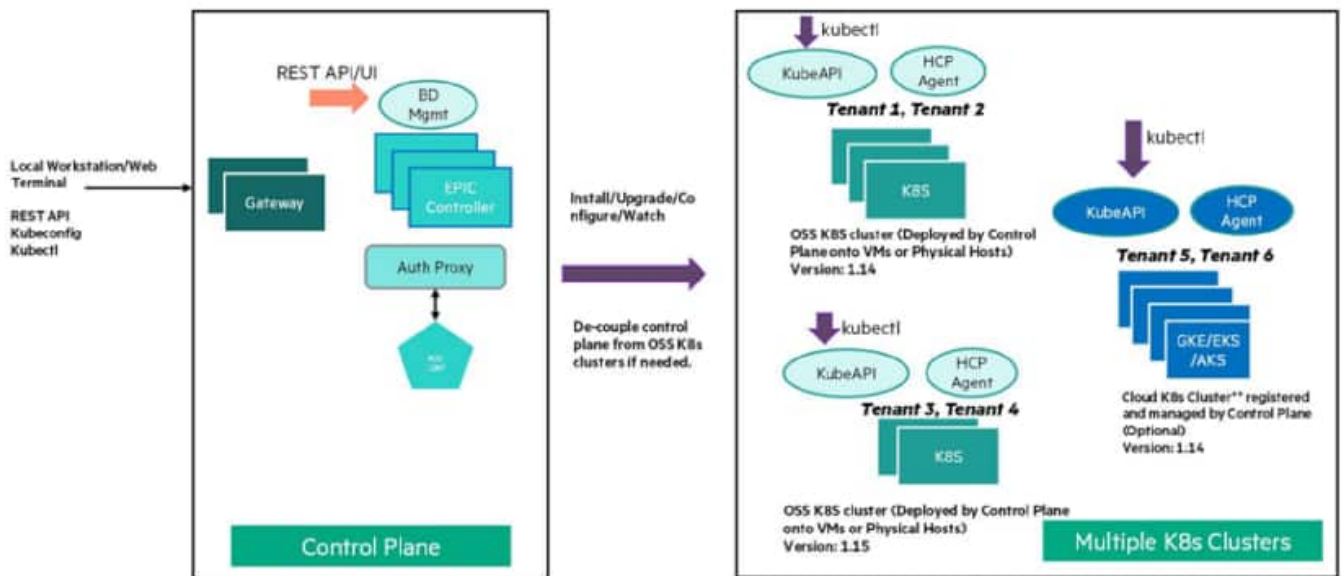 Local Workstation/Web
Terminal
REST API
Kubeconfig
Kubectl
REST API/UI
BD
Mgmt
Gateway
EPIC
Controller
Auth Proxy
Control Plane
Install/Upgrade/Co
nfigure/Watch
De-couple control
plane from OSS K8s
clusters if needed.
kubectl
KubeAPI
HCP
Agent
Tenant 1, Tenant 2
K8S
OSS K8S cluster (Deployed by Control
Plane onto VMs or Physical Hosts)
Version: 1.14
kubectl
KubeAPI
HCP
Agent
Tenant 3, Tenant 4
K8S
OSS K8S cluster (Deployed by Control Plane
onto VMs or Physical Hosts)
Version: 1.15
kubectl
KubeAPI
HCP
Agent
Tenant 5, Tenant 6
GKE/EKS
/AKS
Cloud K8s Cluster** registered
and managed by Control Plane
(Optional)
Version: 1.14
Multiple K8s Clusters